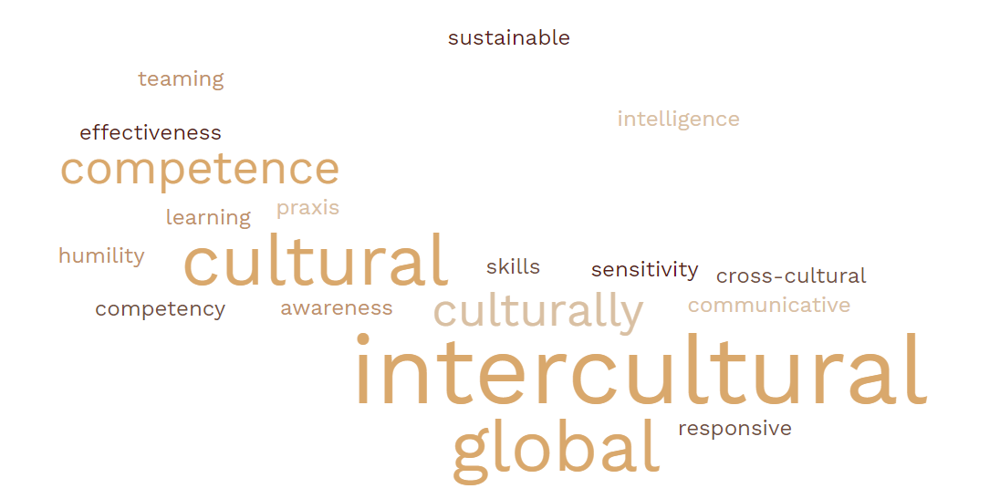 sustainable
teaming
intelligence
effectiveness
competence
praxis
learning
humility
cultural
skills
sensitivity
cross-cultural
competency
awareness
culturally
communicative
intercultural
global
responsive